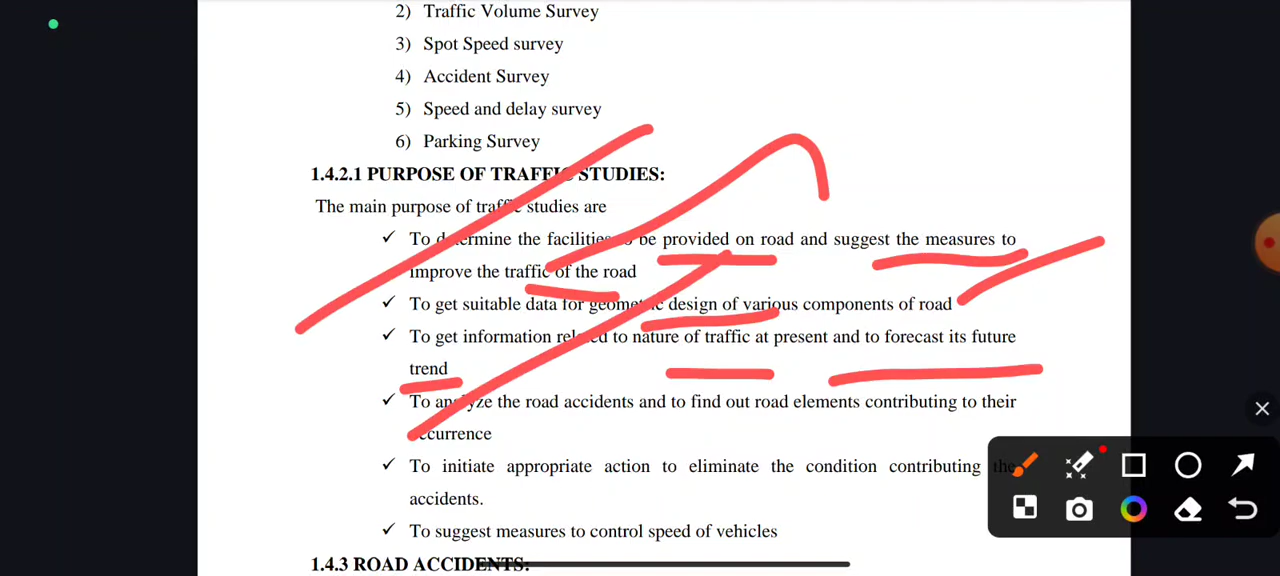 2) Traffic Volume Survey
3) Spot Speed survey
4) Accident Survey
5) Speed and delay survey
6) Parking Survey
1.4.2.1 PURPOSE OF TRAFFIC STUDIES:
The main purpose of traffic studies are
✓ To determine the facilities to be provided on road and suggest the measures to
improve the traffic of the road
✓ To get suitable data for geometric design of various components of road
✓ To get information related to nature of traffic at present and to forecast its future
trend
✓ To analyze the road accidents and to find out road elements contributing to their
occurrence
✓ To initiate appropriate action to eliminate the condition contributing the
accidents.
✓ To suggest measures to control speed of vehicles
1.4.3 ROAD ACCIDENTS: